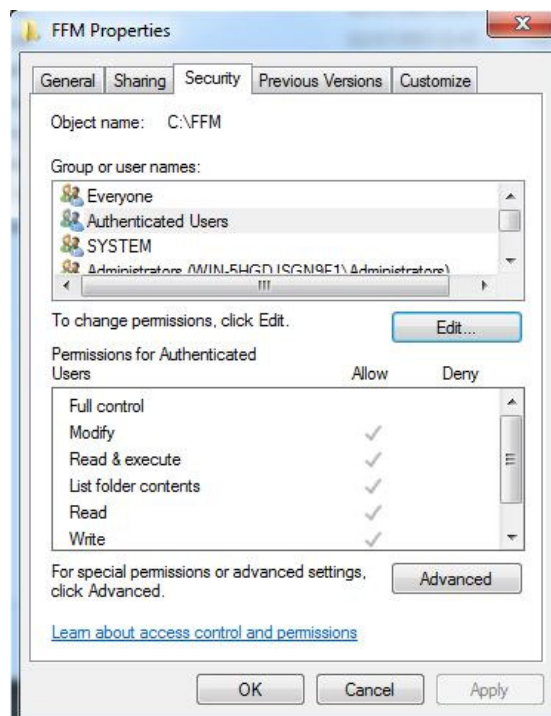 FFM Properties
General Sharing Security Previous Versions Customize
Object name: C:\FFM
Group or user names:
Everyone
Authenticated Users
SYSTEM
Administrators
To change permissions, click Edit.
Edit...
Permissions for Authenticated
Users
Allow Deny
Full control
Modify
Read & execute
List folder contents
Read
Write
For special permissions or advanced settings,
click Advanced.
Advanced
Learn about access control and permissions
OK Cancel Apply